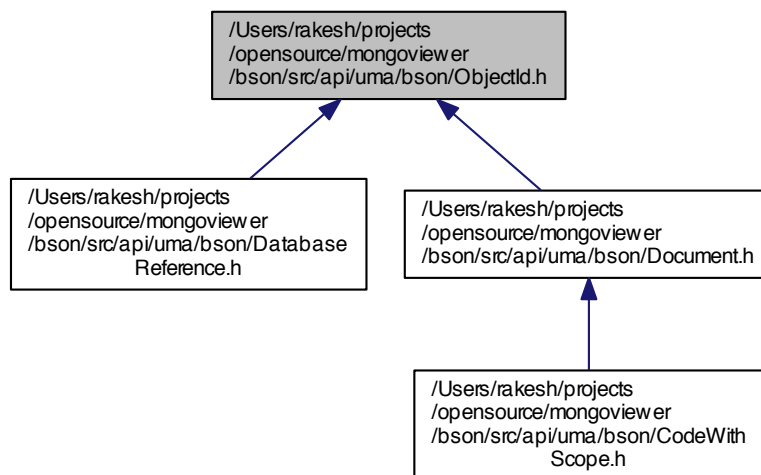 /Users/rakesh/projects
/opensource/mongoviewer
/bson/src/api/uma/bson/ObjectId.h
/Users/rakesh/projects
/opensource/mongoviewer
/bson/src/api/uma/bson/Database
Reference.h
/Users/rakesh/projects
/opensource/mongoviewer
/bson/src/api/uma/bson/Document.h
/Users/rakesh/projects
/opensource/mongoviewer
/bson/src/api/uma/bson/CodeWith
Scope.h